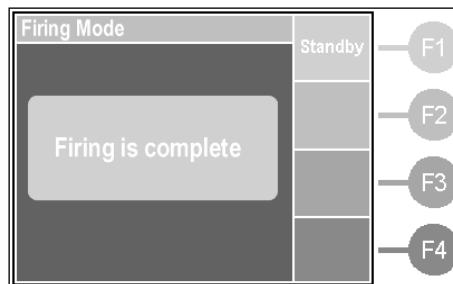 Firing Mode
Standby
F1
F2
Firing is complete
F3
F4